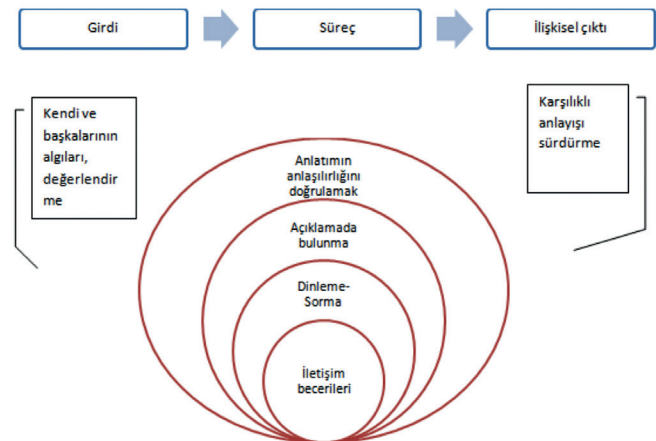 Girdi
Süreç
İlişkisel çıktı
Kendi ve
başkalarının
algıları,
değerlendir
me
Karşılıklı
anlayışı
sürdürme
Anlatımın
anlaşılırlığını
doğrulamak
Açıklamada
bulunma
Dinleme-
Sorma
İletişim
becerileri